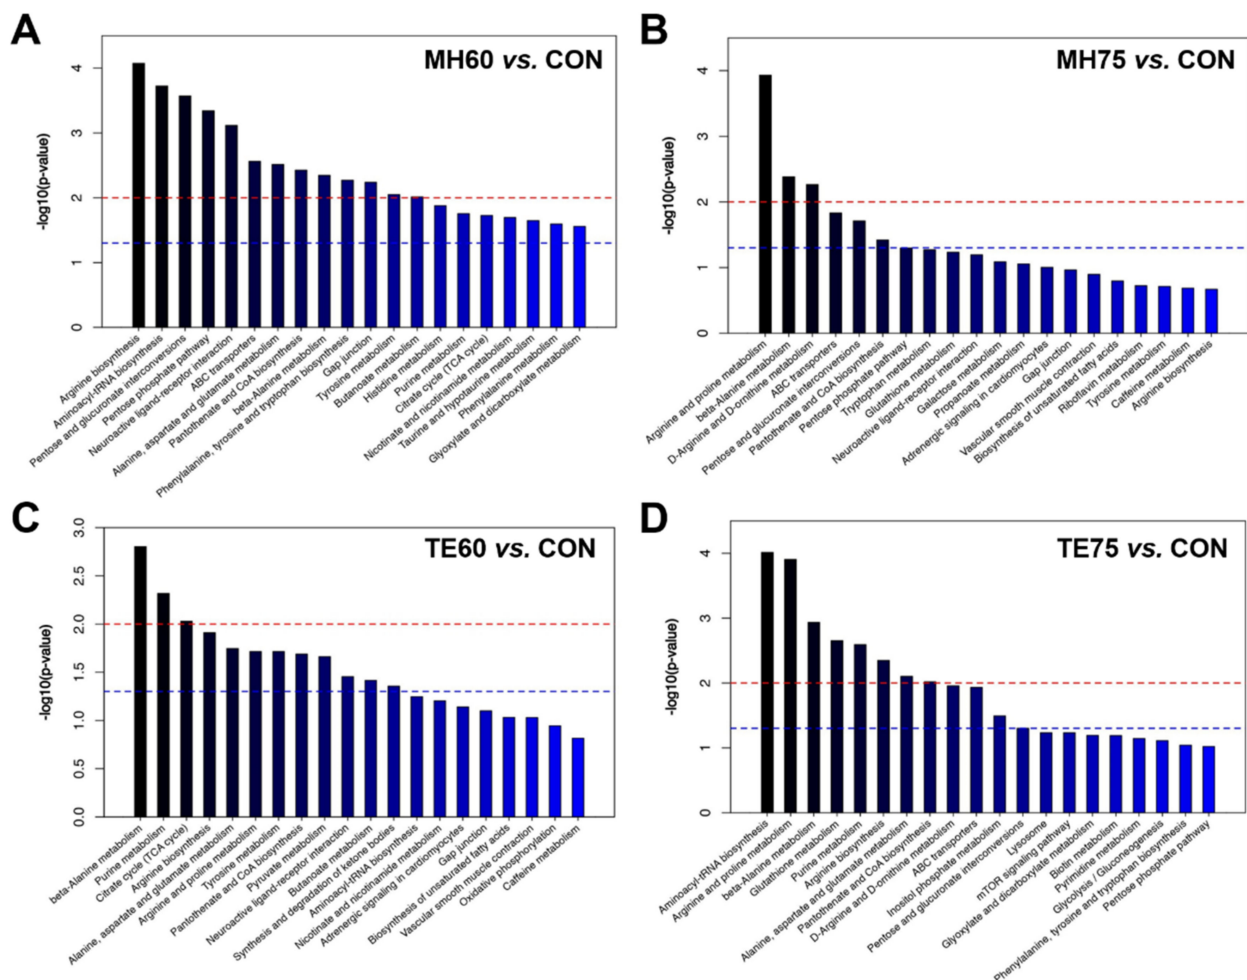 A
MH60 vs. CON
-log10(p-value)
4
3
2
1
0
Arginine biosynthesis
Aminoacyl-tRNA biosynthesis
Pentose and glucuronate interconversions
Pentose phosphate pathway
Neuroactive ligand-receptor interaction
ABC transporters
Alanine, aspartate and glutamate metabolism
Pantothenate and CoA biosynthesis
beta-Alanine metabolism
Phenylalanine, tyrosine and tryptophan biosynthesis
Gap junction
Tyrosine metabolism
Butanoate metabolism
Histidine metabolism
Purine metabolism
Citrate cycle (TCA cycle)
Nicotinate and nicotinamide metabolism
Taurine and hypotaurine metabolism
Phenylalanine metabolism
Glyoxylate and dicarboxylate metabolism
B
MH75 vs. CON
-log10(p-value)
4
3
2
1
0
Arginine and proline metabolism
beta-Alanine metabolism
D-Arginine and D-ornithine metabolism
ABC transporters
Pentose and glucuronate interconversions
Pantothenate and CoA biosynthesis
Pentose phosphate pathway
Tryptophan metabolism
Glutathione metabolism
Neuroactive ligand-receptor interaction
Galactose metabolism
Propanoate metabolism
Adrenergic signaling in cardiomyocytes
Gap junction
Vascular smooth muscle contraction
Biosynthesis of unsaturated fatty acids
Riboflavin metabolism
Tyrosine metabolism
Caffeine metabolism
Arginine biosynthesis
C
TE60 vs. CON
-log10(p-value)
3.0
2.5
2.0
1.5
1.0
0.5
0.0
beta-Alanine metabolism
Purine metabolism
Citrate cycle (TCA cycle)
Arginine biosynthesis
Alanine, aspartate and glutamate metabolism
Arginine and proline metabolism
Tyrosine metabolism
Pantothenate and CoA biosynthesis
Pyruvate metabolism
Neuroactive ligand-receptor interaction
Butanoate metabolism
Synthesis and degradation of ketone bodies
Aminoacyl-tRNA biosynthesis
Nicotinate and nicotinamide metabolism
Adrenergic signaling in cardiomyocytes
Gap junction
Biosynthesis of unsaturated fatty acids
Vascular smooth muscle contraction
Oxidative phosphorylation
Caffeine metabolism
D
TE75 vs. CON
-log10(p-value)
4
3
2
1
0
Aminoacyl-tRNA biosynthesis
Arginine and proline metabolism
beta-Alanine metabolism
Glutathione metabolism
Purine metabolism
Arginine biosynthesis
Alanine, aspartate and glutamate metabolism
Pantothenate and CoA biosynthesis
D-Arginine and D-ornithine metabolism
ABC transporters
Inositol phosphate metabolism
Pentose and glucuronate interconversions
Lysosome
mTOR signaling pathway
Glyoxylate and dicarboxylate metabolism
Biotin metabolism
Pyrimidine metabolism
Glycolysis / Gluconeogenesis
Phenylalanine, tyrosine and tryptophan biosynthesis
Pentose phosphate pathway